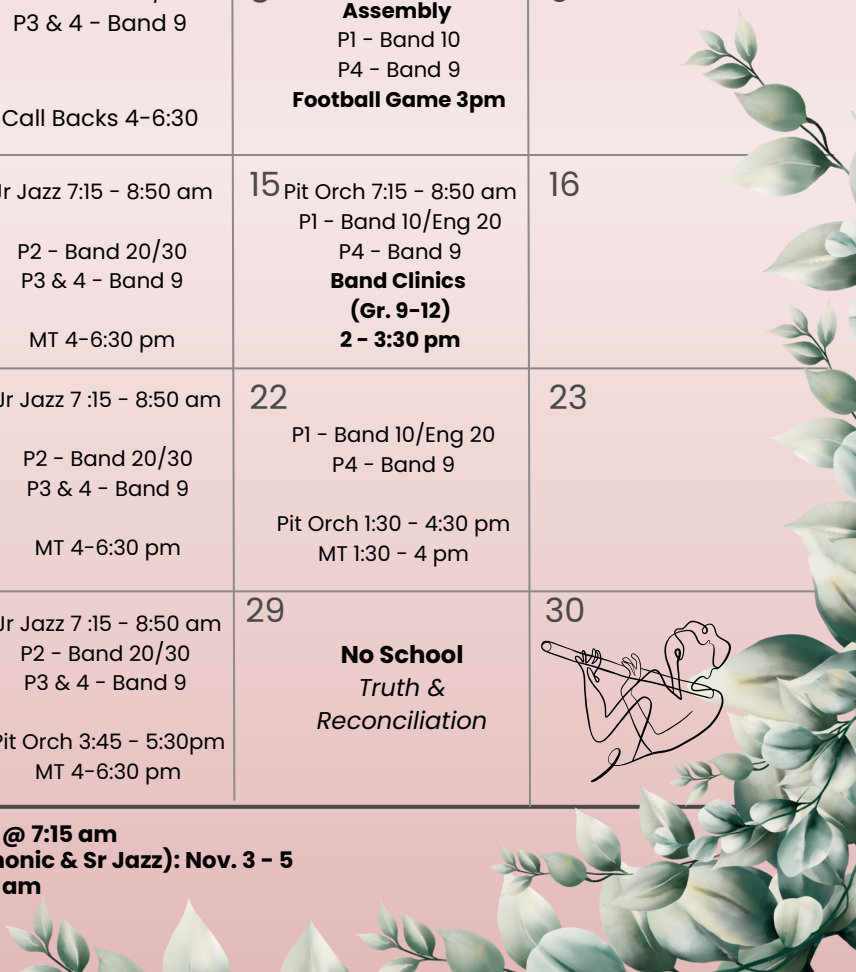 P3 & 4 - Band 9
Call Backs 4-6:30
Assembly
P1 - Band 10
P4 - Band 9
Football Game 3pm
Jr Jazz 7:15 - 8:50 am
P2 - Band 20/30
P3 & 4 - Band 9
MT 4-6:30 pm
15 Pit Orch 7:15 - 8:50 am
P1 - Band 10/Eng 20
P4 - Band 9
Band Clinics
(Gr. 9-12)
2 - 3:30 pm
16
Jr Jazz 7 :15 - 8:50 am
P2 - Band 20/30
P3 & 4 - Band 9
MT 4-6:30 pm
22
P1 - Band 10/Eng 20
P4 - Band 9
Pit Orch 1:30 - 4:30 pm
MT 1:30 - 4 pm
23
Jr Jazz 7 :15 - 8:50 am
P2 - Band 20/30
P3 & 4 - Band 9
Pit Orch 3:45 - 5:30pm
MT 4-6:30 pm
29
No School
Truth &
Reconciliation
30
@ 7:15 am
& Sr Jazz): Nov. 3 - 5
am